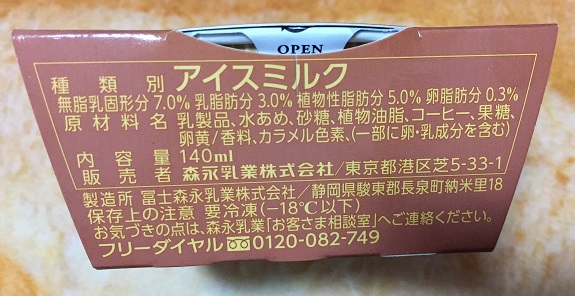 OPEN
種類別 アイスミルク
無脂乳固形分 7.0% 乳脂肪分 3.0% 植物性脂肪分 5.0% 卵脂肪分 0.3%
原材料名 乳製品、水あめ、砂糖、植物油脂、コーヒー、果糖、
卵黄/香料、カラメル色素、(一部に卵・乳成分を含む)
内容量 140ml
販売者 森永乳業株式会社/東京都港区芝5-33-1
製造所 冨士森永乳業株式会社/静岡県駿東郡長泉町納米里18
保存上の注意 要冷凍(−18℃以下)
お気づきの点は、森永乳業「お客さま相談室」へご連絡ください。
フリーダイヤル 0120-082-749